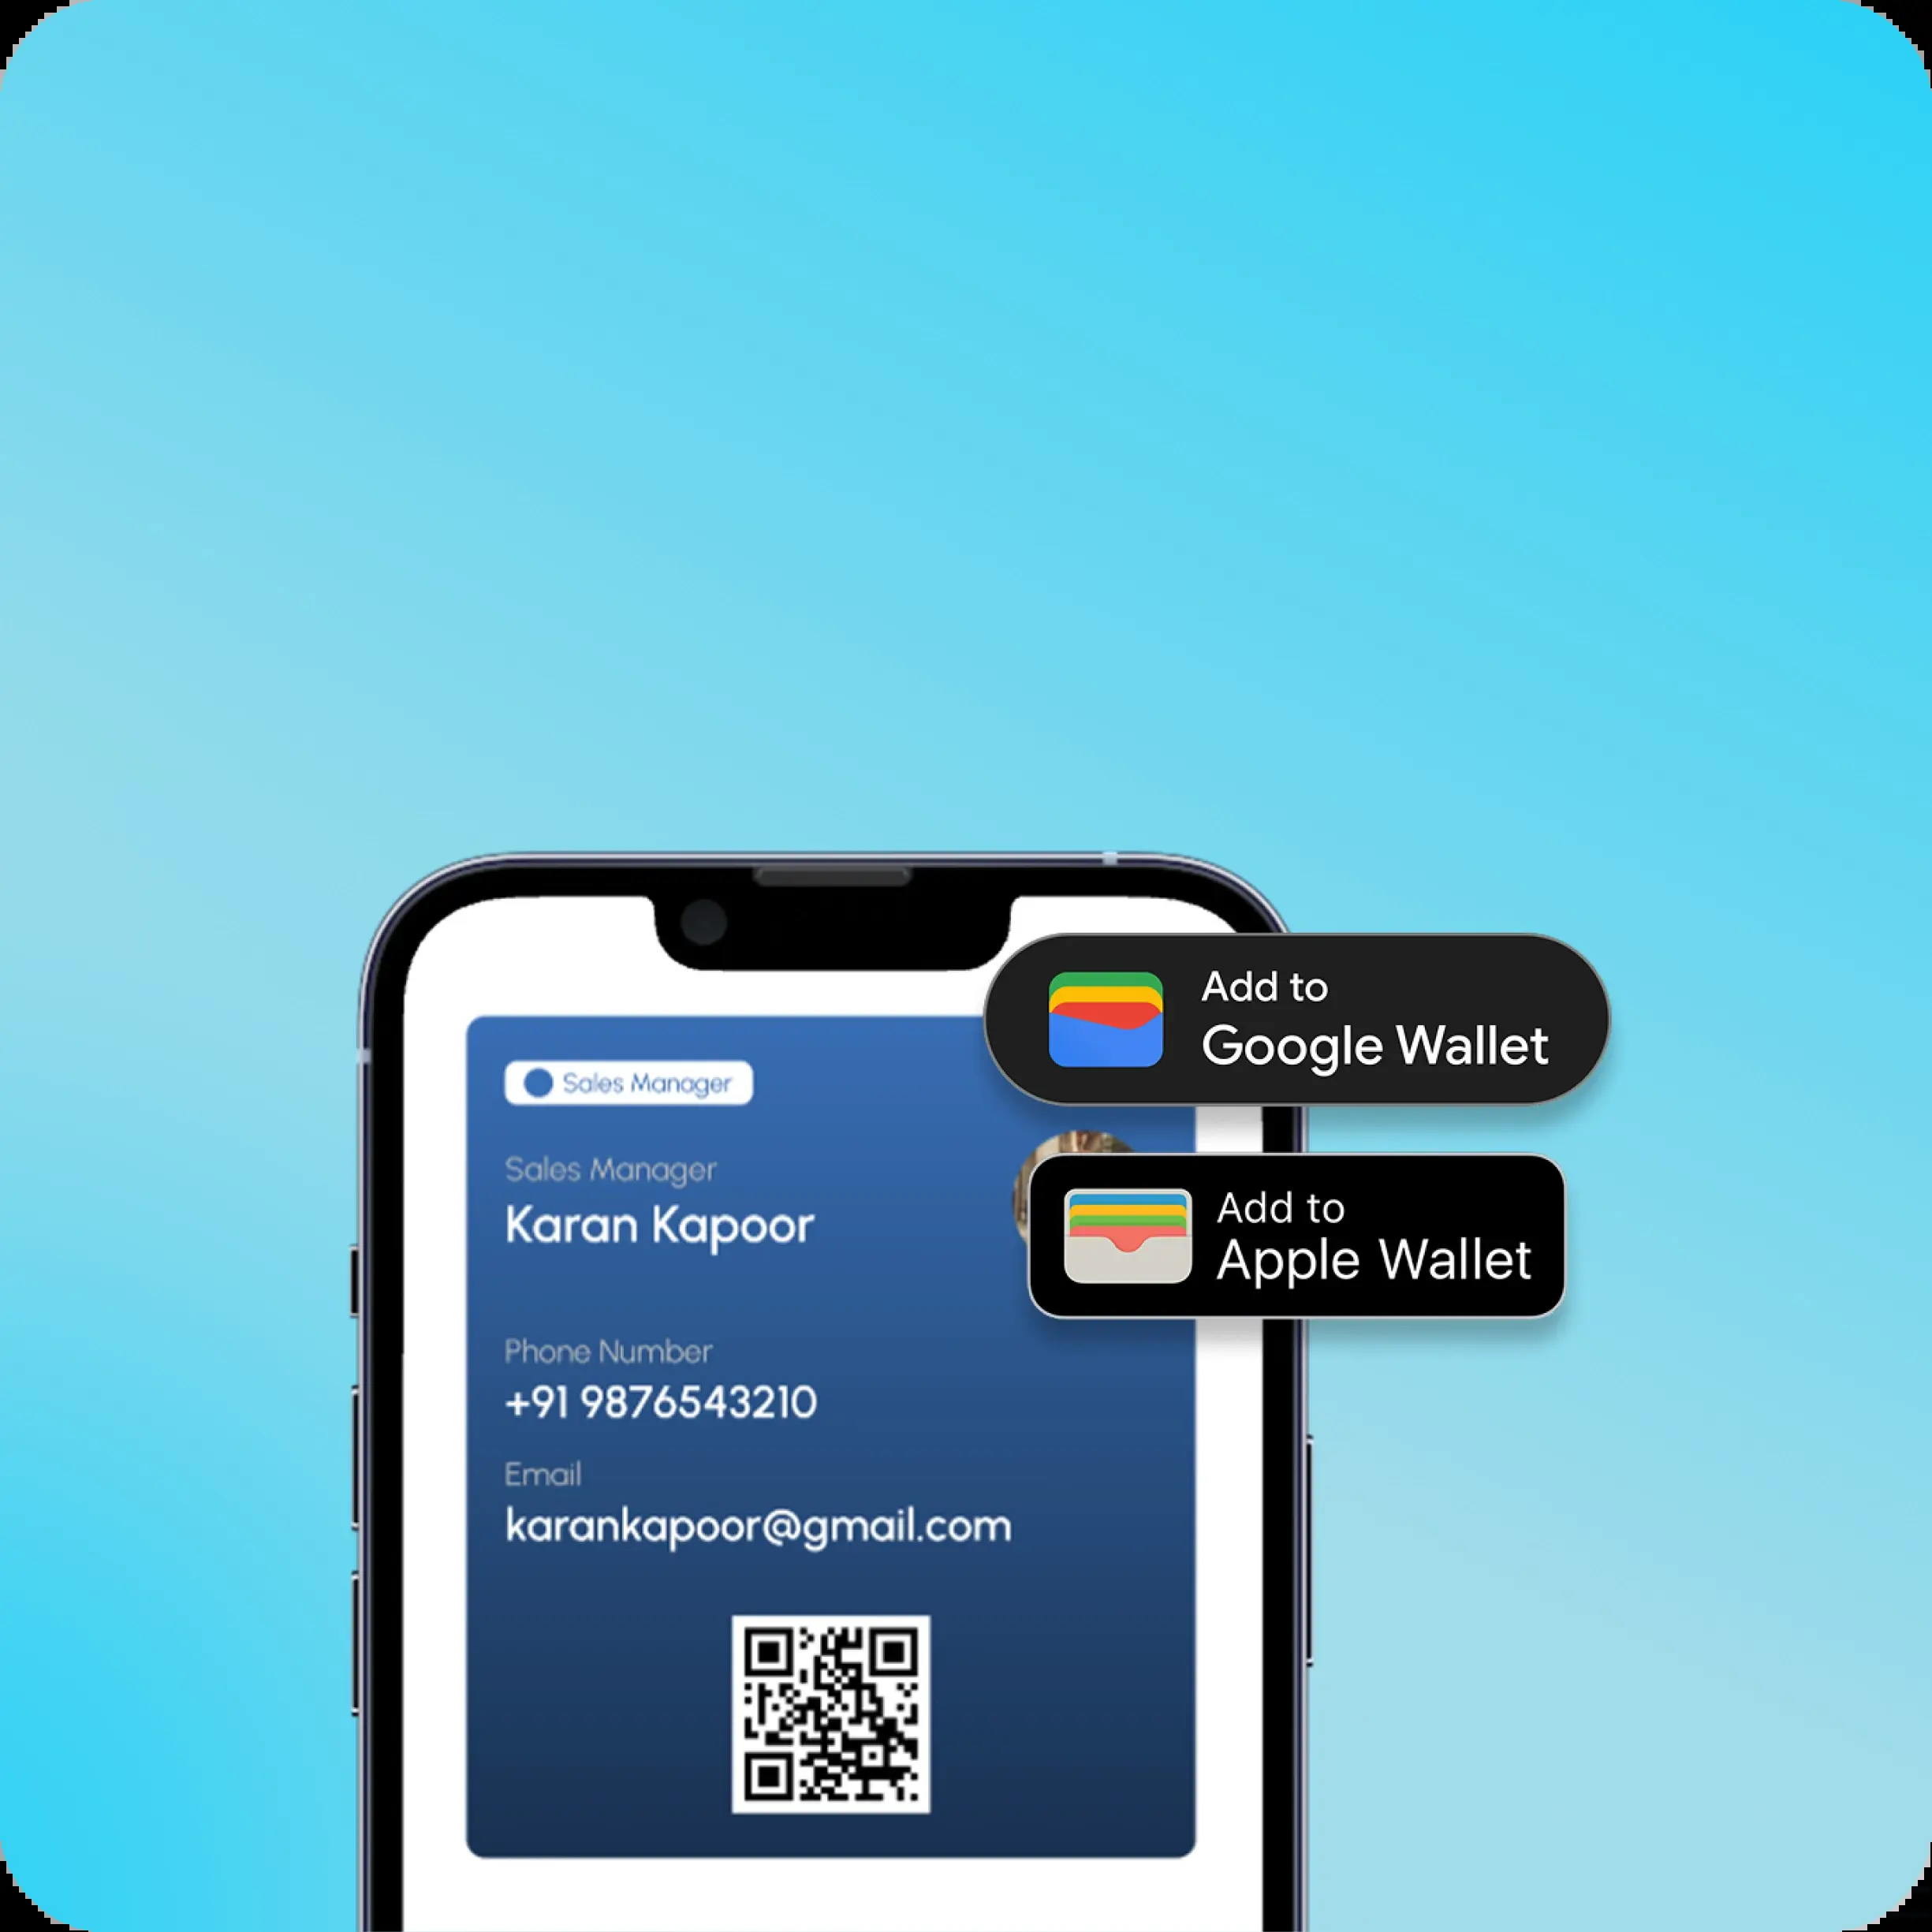 Add to
Google Wallet
Sales Manager
Sales Manager
Karan Kapoor
Add to
Apple Wallet
Phone Number
+91 9876543210
Email
karankapoor@gmail.com